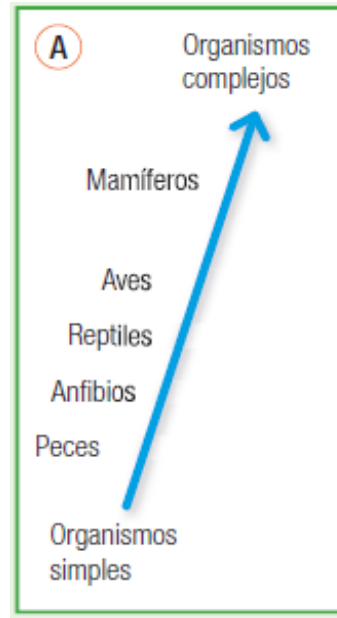 A
Organismos
complejos
Mamíferos
Aves
Reptiles
Anfibios
Peces
Organismos
simples